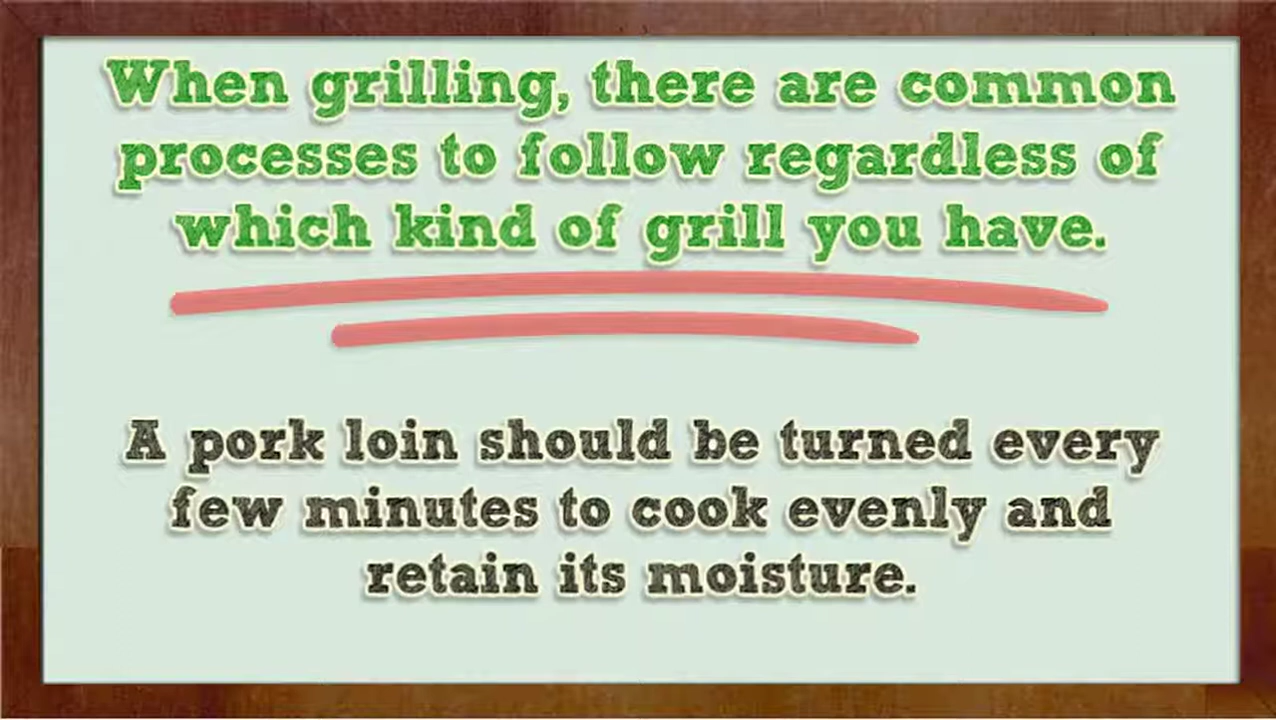 When grilling, there are common
processes to follow regardless of
which kind of grill you have.
A pork loin should be turned every
few minutes to cook evenly and
retain its moisture.